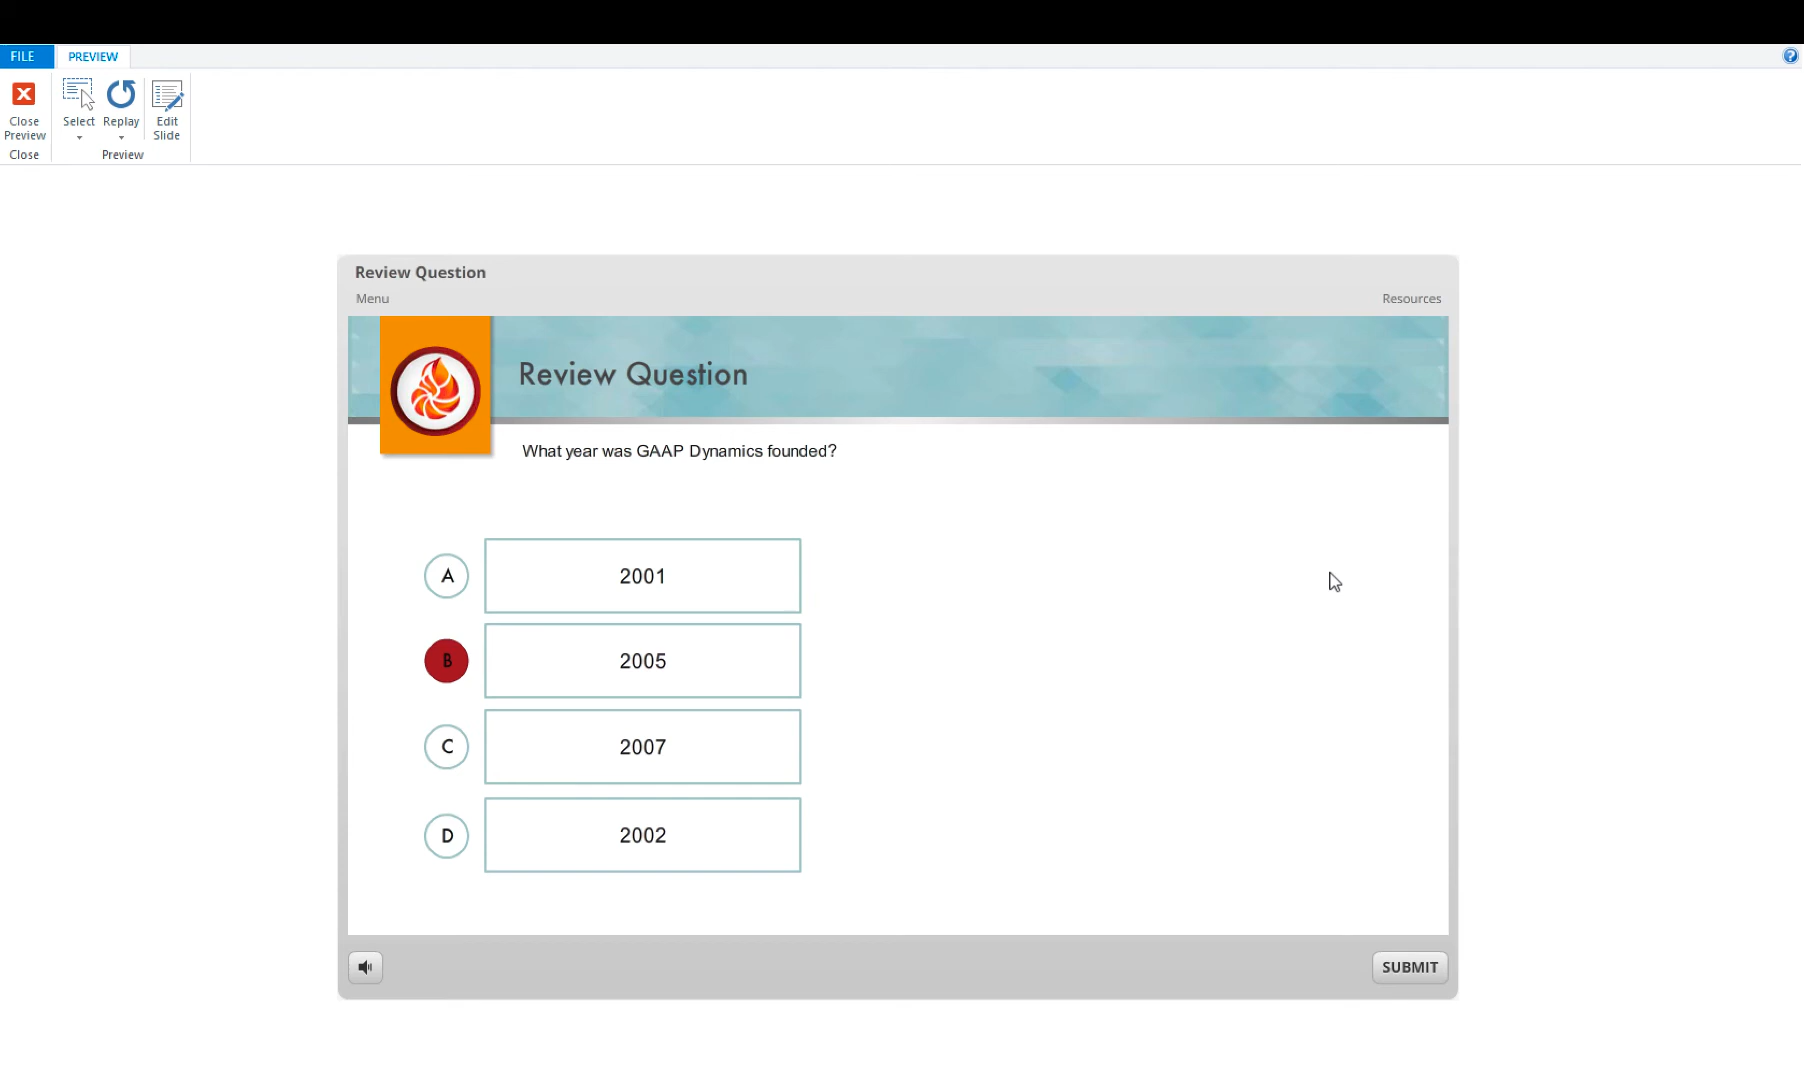 FILE
PREVIEW
Close
Preview
Select
Replay
Edit
Slide
Close
Preview
Review Question
Menu
Resources
Review Question
What year was GAAP Dynamics founded?
A
2001
B
2005
C
2007
D
2002
SUBMIT